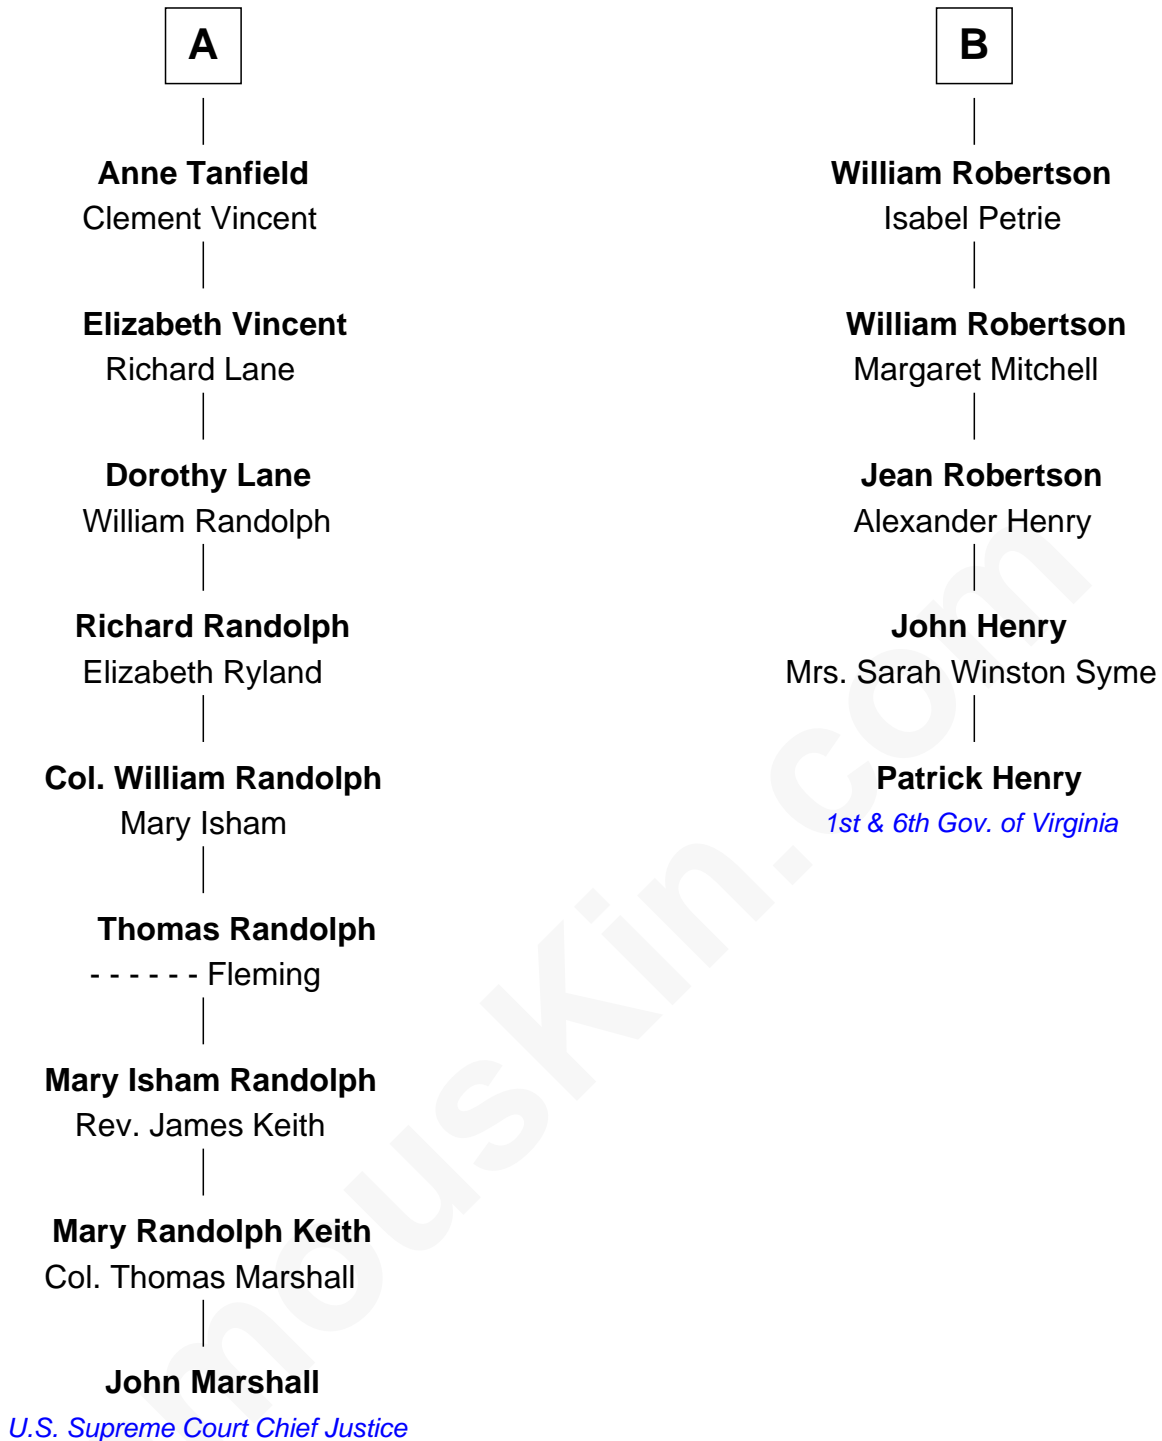 A
Anne Tanfield
Clement Vincent
Elizabeth Vincent
Richard Lane
Dorothy Lane
William Randolph
Richard Randolph
Elizabeth Ryland
Col. William Randolph
Mary Isham
Thomas Randolph
- - - - - - Fleming
Mary Isham Randolph
Rev. James Keith
Mary Randolph Keith
Col. Thomas Marshall
John Marshall
U.S. Supreme Court Chief Justice
B
William Robertson
Isabel Petrie
William Robertson
Margaret Mitchell
Jean Robertson
Alexander Henry
John Henry
Mrs. Sarah Winston Syme
Patrick Henry
1st & 6th Gov. of Virginia
mousKin.com